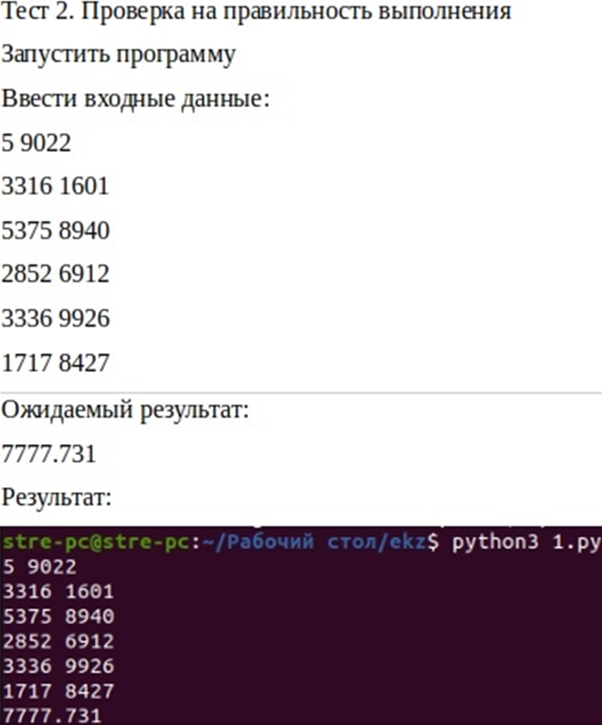 Тест 2. Проверка на правильность выполнения
Запустить программу
Ввести входные данные:
5 9022
3316 1601
5375 8940
2852 6912
3336 9926
1717 8427
Ожидаемый результат:
7777.731
Результат:
stre-pc@stre-pc:~/Рабочий стол/ekz$ python3 1.py
5 9022
3316 1601
5375 8940
2852 6912
3336 9926
1717 8427
7777.731